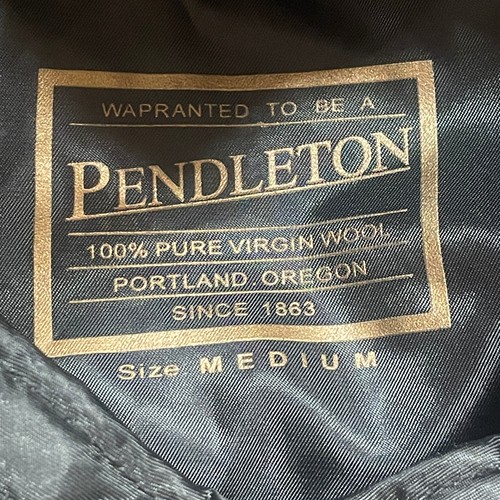 WAPRANTED TO BE A
PENDLETON
100% PURE VIRGIN WOOL
PORTLAND, OREGON
SINCE 1863
Size MEDIUM